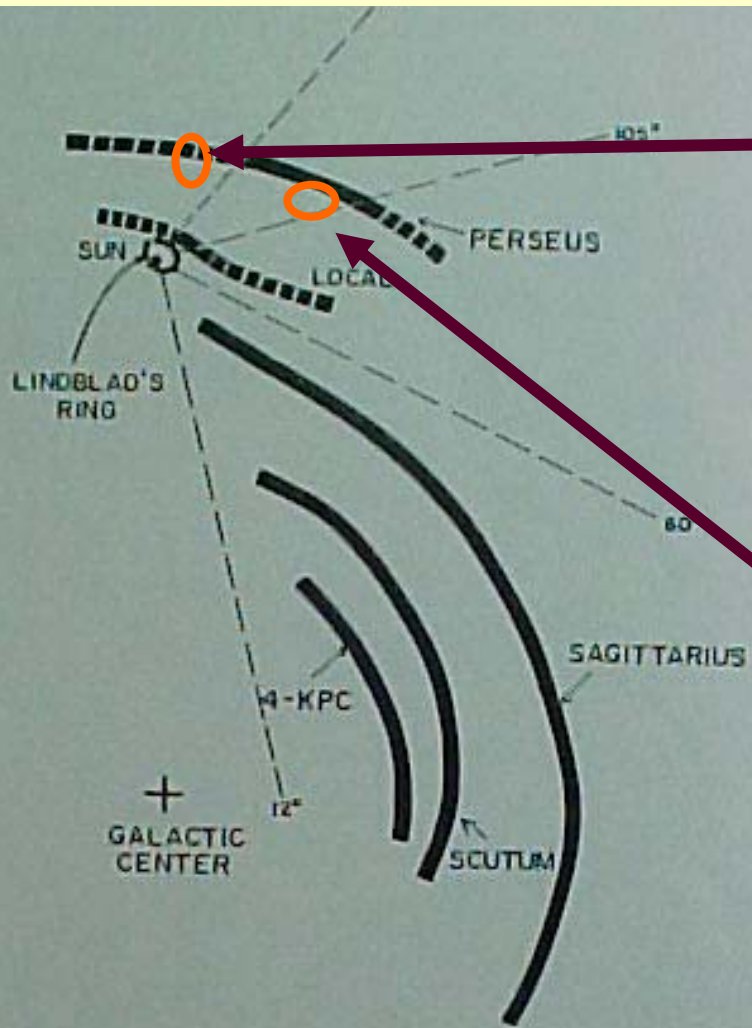 105°
PERSEUS
SUN
LOCAL
LINDBLAD'S
RING
60
SAGITTARIUS
4-KPC
12°
GALACTIC
CENTER
SCUTUM